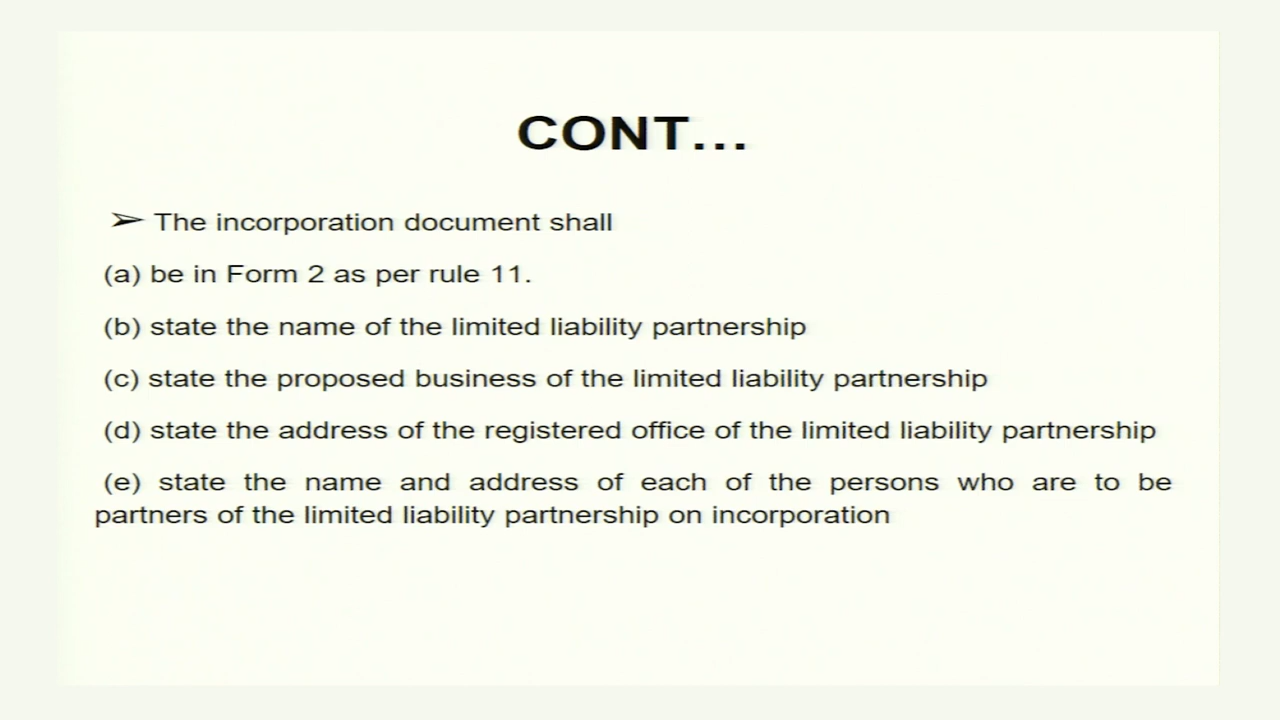 CONT...
➢ The incorporation document shall
(a) be in Form 2 as per rule 11.
(b) state the name of the limited liability partnership
(c) state the proposed business of the limited liability partnership
(d) state the address of the registered office of the limited liability partnership
(e) state the name and address of each of the persons who are to be
partners of the limited liability partnership on incorporation